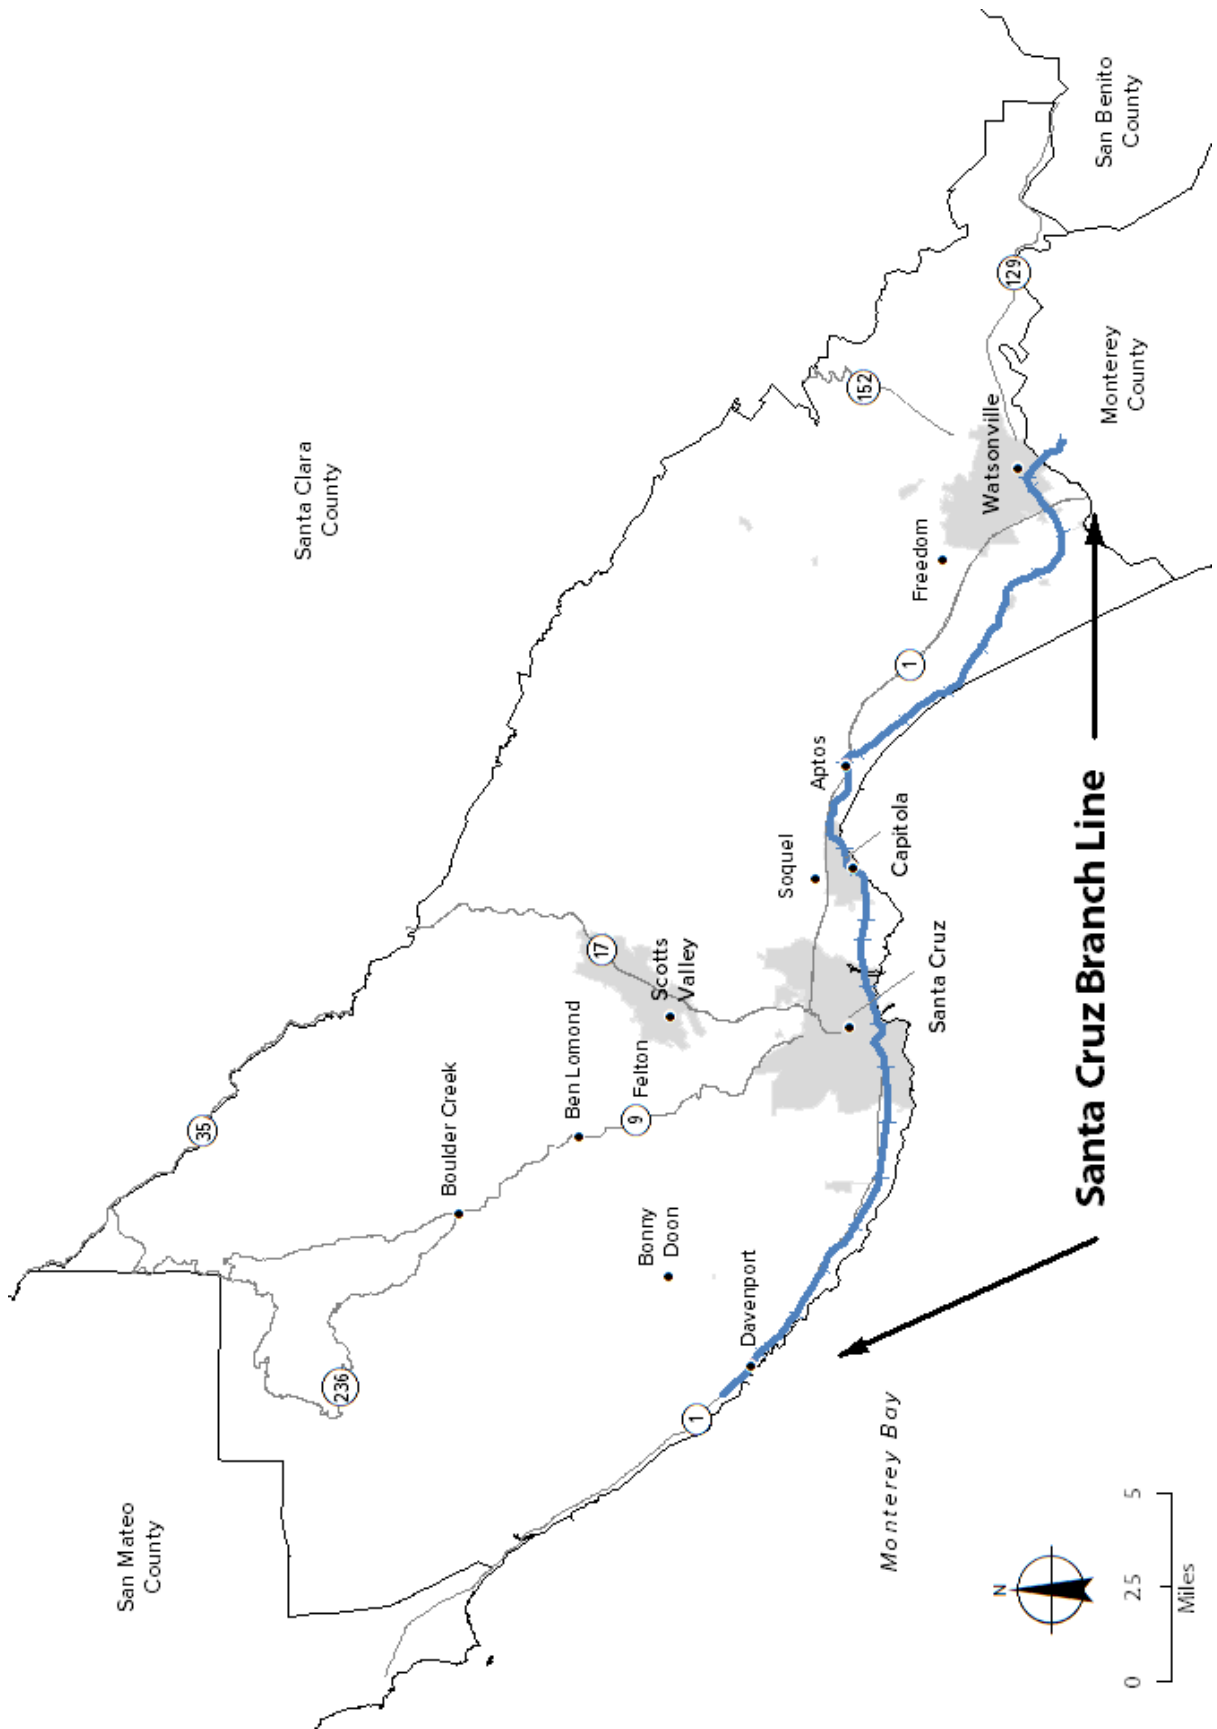 San Mateo
County
Santa Clara
County
San Benito
County
Monterey
County
35
236
Boulder Creek
Ben Lomond
9
Felton
17
Scotts
Valley
Bonny
Doon
Davenport
1
Santa Cruz
Soquel
Capitola
Aptos
1
Freedom
Watsonville
152
129
Monterey Bay
Santa Cruz Branch Line
N
0
2.5
5
Miles